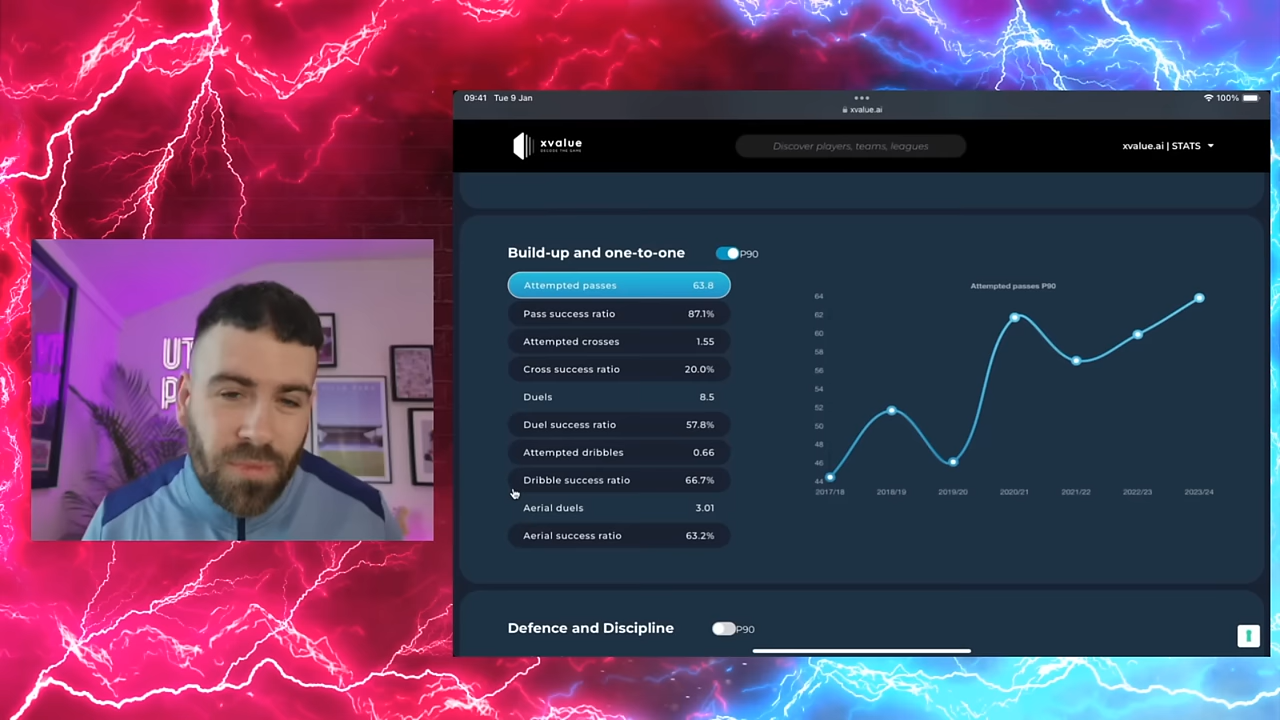 09:41 Tue 9 Jan
xvalue.ai
100%
xvalue
Discover players, teams, leagues
xvalue.ai | STATS
Build-up and one-to-one
P90
Attempted passes 63.8
Pass success ratio 87.1%
Attempted crosses 1.55
Cross success ratio 20.0%
Duels 8.5
Duel success ratio 57.8%
Attempted dribbles 0.66
Dribble success ratio 66.7%
Aerial duels 3.01
Aerial success ratio 63.2%
Attempted passes P90
64
62
60
58
56
54
52
50
48
46
44
2017/18 2018/19 2019/20 2020/21 2021/22 2022/23 2023/24
Defence and Discipline
P90
UT
P